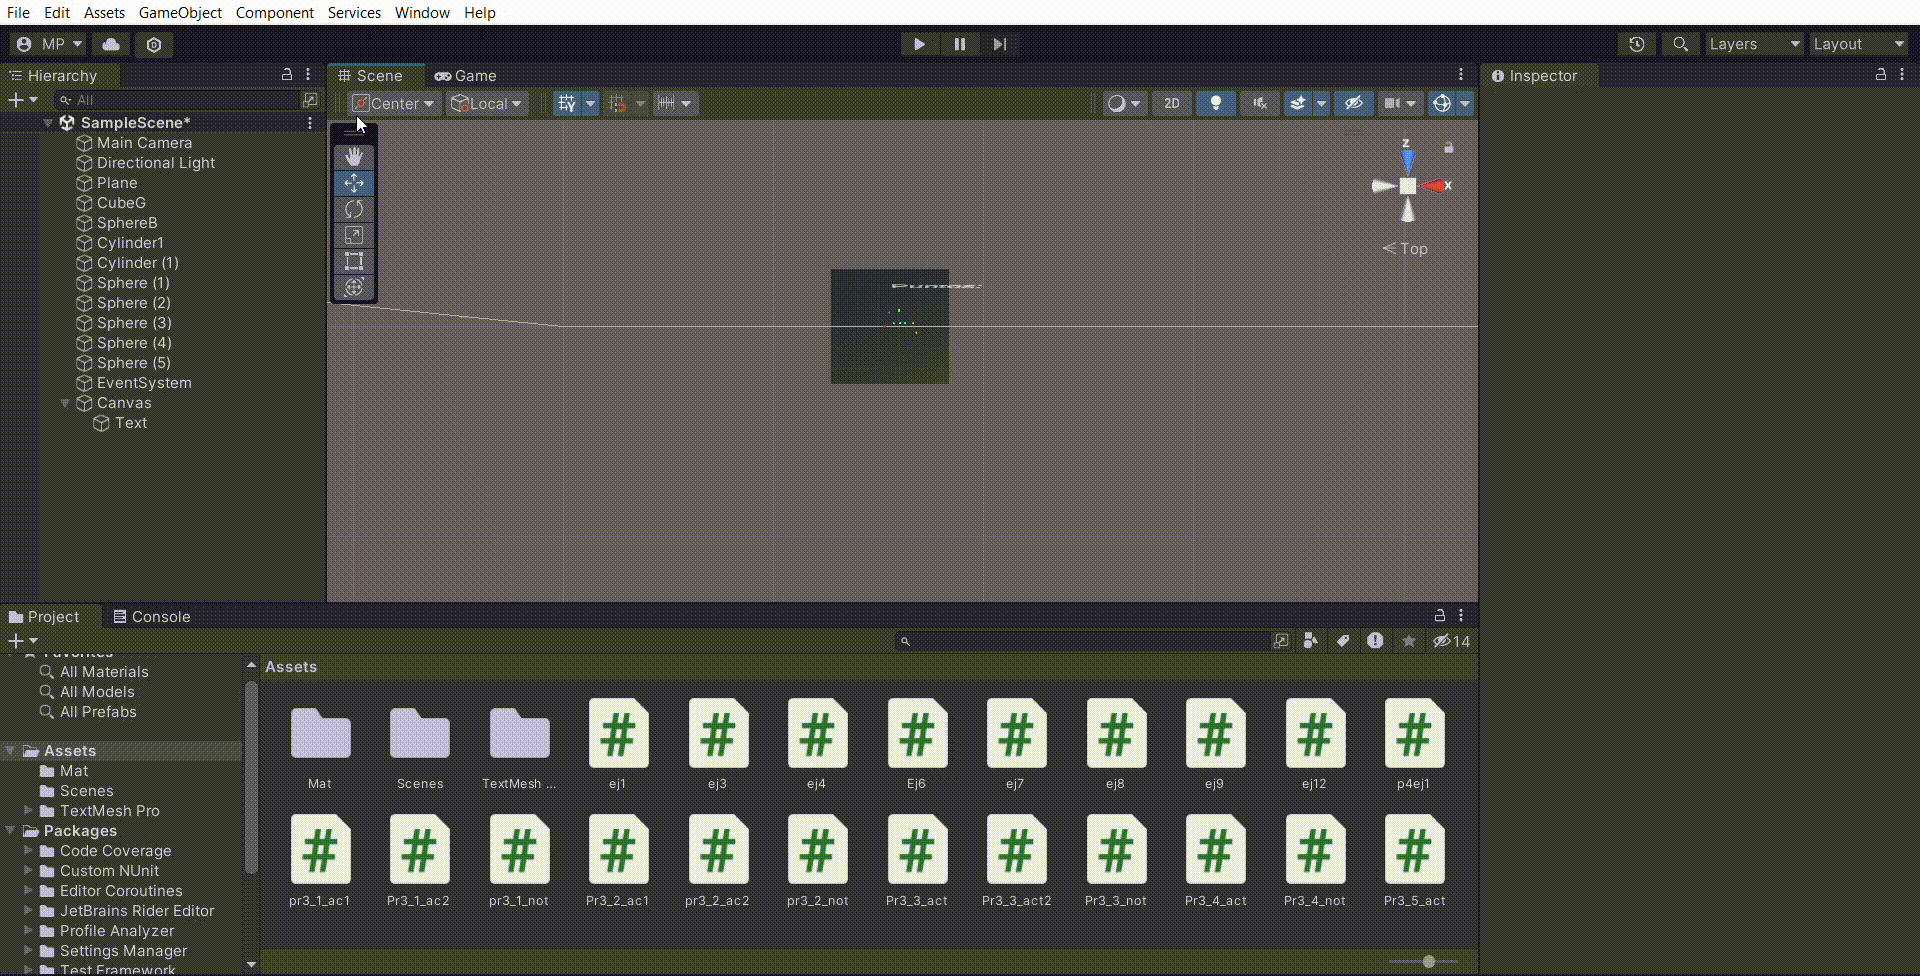 File Edit Assets GameObject Component Services Window Help
MP Layers Layout
Hierarchy
All
SampleScene*
Main Camera
Directional Light
Plane
CubeG
SphereB
Cylinder1
Cylinder (1)
Sphere (1)
Sphere (2)
Sphere (3)
Sphere (4)
Sphere (5)
EventSystem
Canvas
Text
Scene Game
Center Local 2D
z
x
Top
Puntos:
Inspector
Project Console
14
Favorites
All Materials
All Models
All Prefabs
Assets
Mat
Scenes
TextMesh Pro
Packages
Code Coverage
Custom NUnit
Editor Coroutines
JetBrains Rider Editor
Profile Analyzer
Settings Manager
Test Framework
Assets
Mat Scenes TextMesh ... ej1 ej3 ej4 Ej6 ej7 ej8 ej9 ej12 p4ej1
pr3_1_ac1 Pr3_1_ac2 pr3_1_not Pr3_2_ac1 pr3_2_ac2 pr3_2_not Pr3_3_act Pr3_3_act2 Pr3_3_not Pr3_4_act Pr3_4_not Pr3_5_act